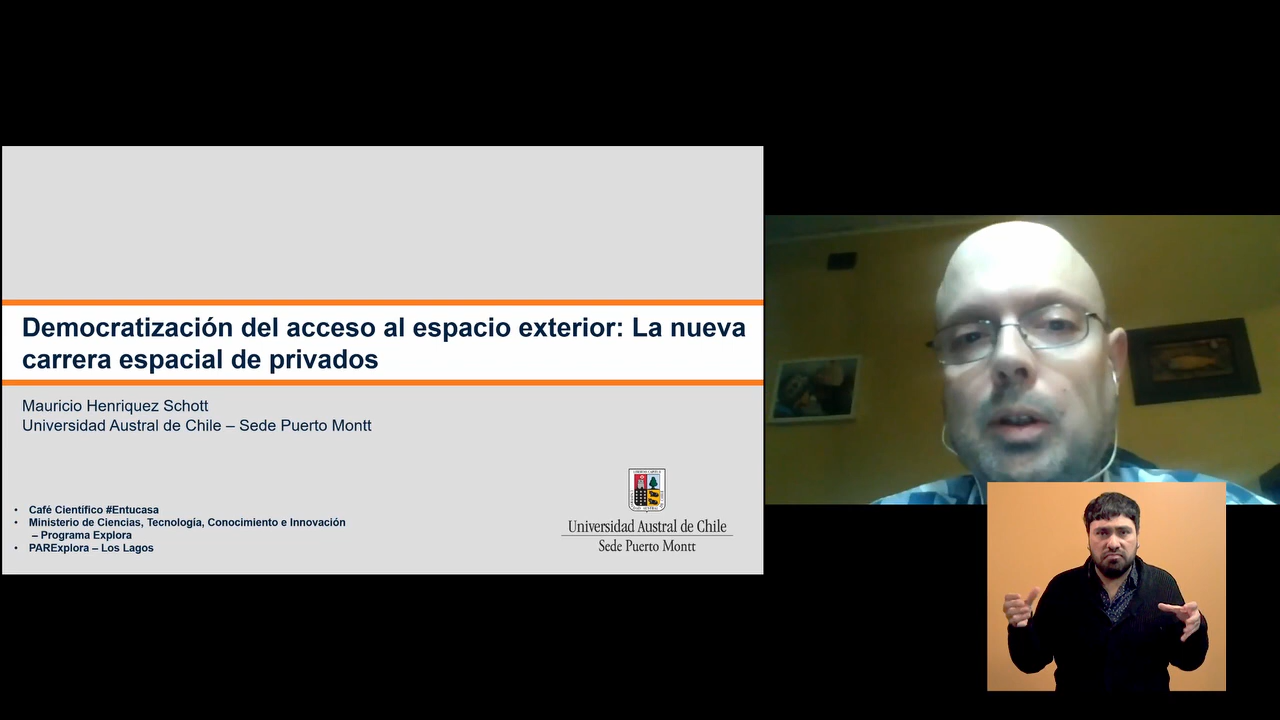 Democratización del acceso al espacio exterior: La nueva
carrera espacial de privados
Mauricio Henriquez Schott
Universidad Austral de Chile – Sede Puerto Montt
• Café Científico #Entucasa
• Ministerio de Ciencias, Tecnología, Conocimiento e Innovación
– Programa Explora
• PARExplora – Los Lagos
Universidad Austral de Chile
Sede Puerto Montt